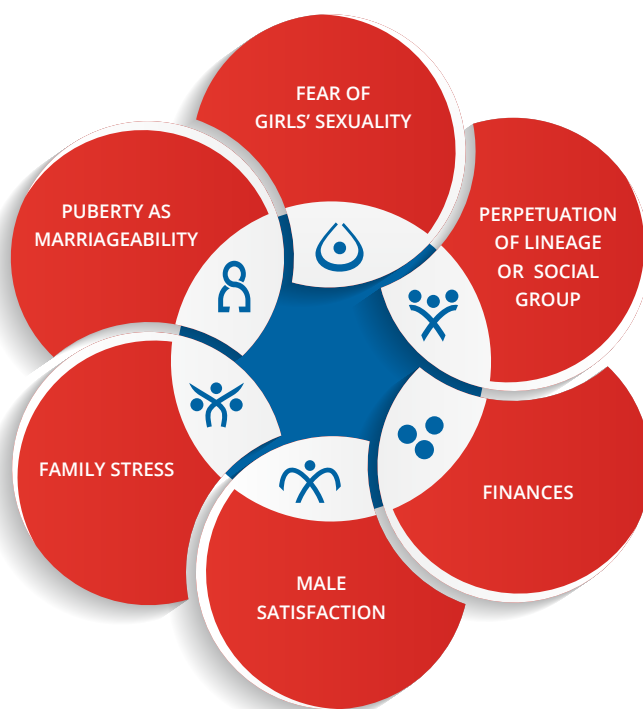 FEAR OF
GIRLS’ SEXUALITY
PERPETUATION
OF LINEAGE
OR SOCIAL
GROUP
FINANCES
MALE
SATISFACTION
FAMILY STRESS
PUBERTY AS
MARRIAGEABILITY